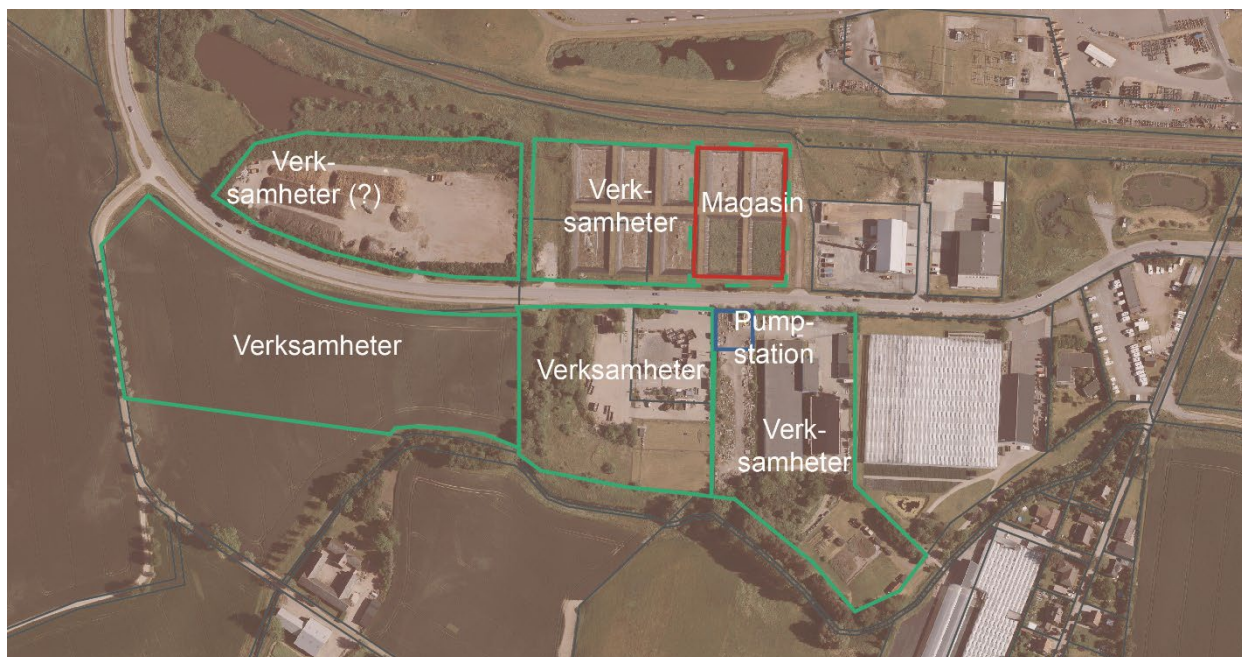 Verk-
samheter (?)
Verk-
samheter
Magasin
Verksamheter
Verksamheter
Pump-
station
Verk-
samheter